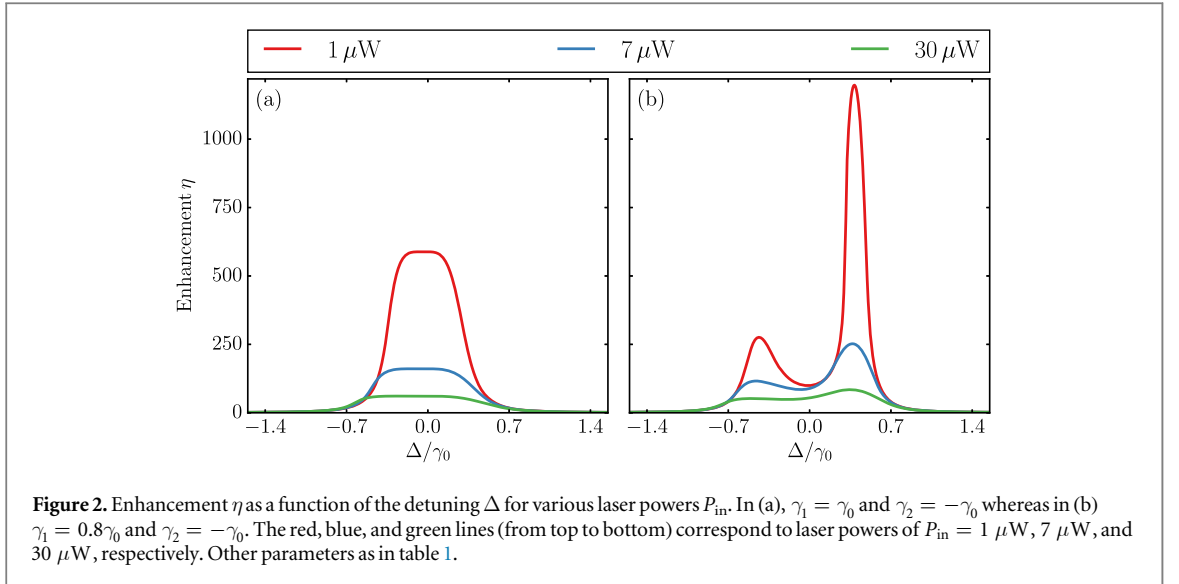 1 μW 7 μW 30 μW
(a) (b)
Enhancement η
1000
750
500
250
0
−1.4 −0.7 0.0 0.7 1.4 −1.4 −0.7 0.0 0.7 1.4
Δ/γ₀ Δ/γ₀
Figure 2. Enhancement η as a function of the detuning Δ for various laser powers P_in. In (a), γ₁ = γ₀ and γ₂ = −γ₀ whereas in (b)
γ₁ = 0.8γ₀ and γ₂ = −γ₀. The red, blue, and green lines (from top to bottom) correspond to laser powers of P_in = 1 μW, 7 μW, and
30 μW, respectively. Other parameters as in table 1.